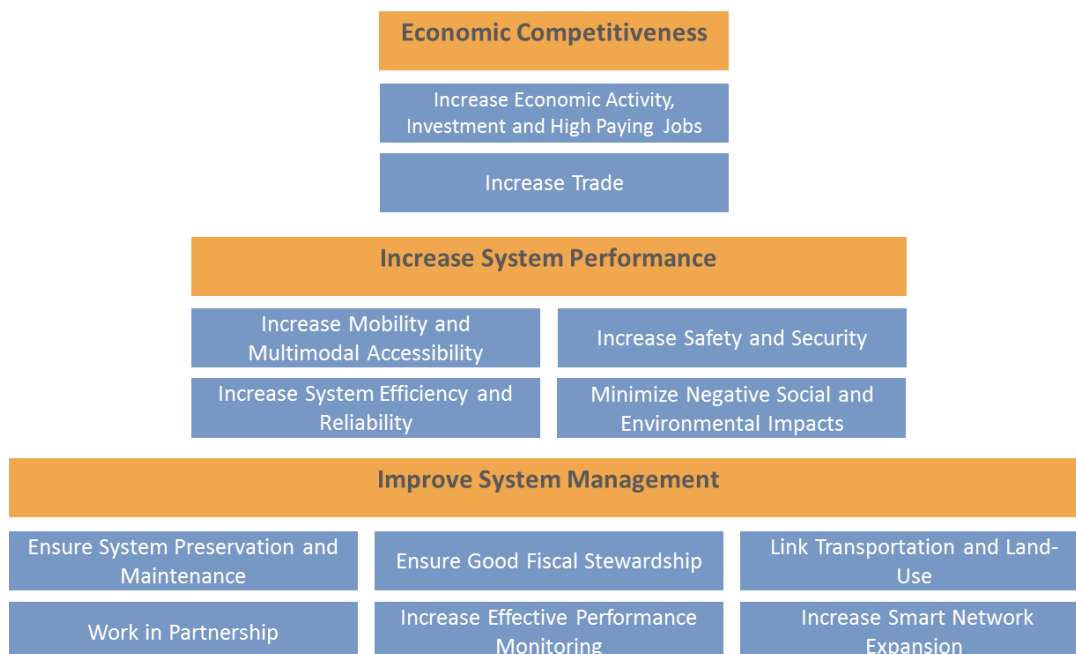 Economic Competitiveness
Increase Economic Activity,
Investment and High Paying Jobs
Increase Trade
Increase System Performance
Increase Mobility and
Multimodal Accessibility
Increase Safety and Security
Increase System Efficiency and
Reliability
Minimize Negative Social and
Environmental Impacts
Improve System Management
Ensure System Preservation and
Maintenance
Ensure Good Fiscal Stewardship
Link Transportation and Land-
Use
Work in Partnership
Increase Effective Performance
Monitoring
Increase Smart Network
Expansion